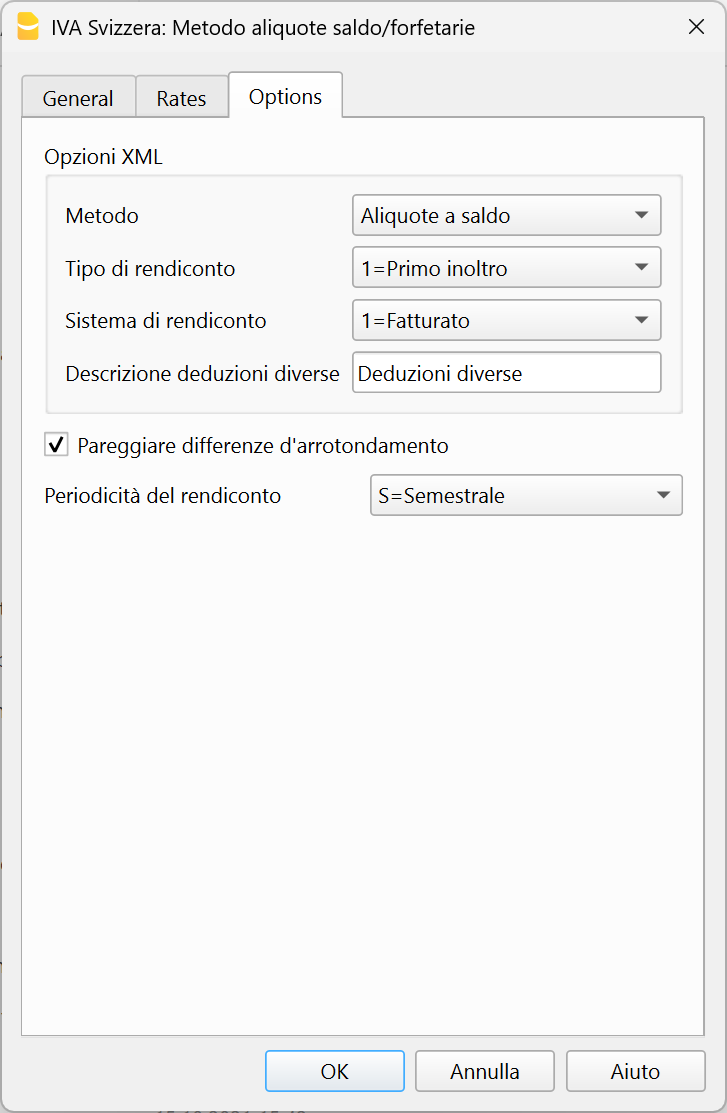 IVA Svizzera: Metodo aliquote saldo/forfetarie
General Rates Options
Opzioni XML
Metodo Aliquote a saldo
Tipo di rendiconto 1=Primo inoltro
Sistema di rendiconto 1=Fatturato
Descrizione deduzioni diverse Deduzioni diverse
Pareggiare differenze d'arrotondamento
Periodicità del rendiconto S=Semestrale
OK Annulla Aiuto